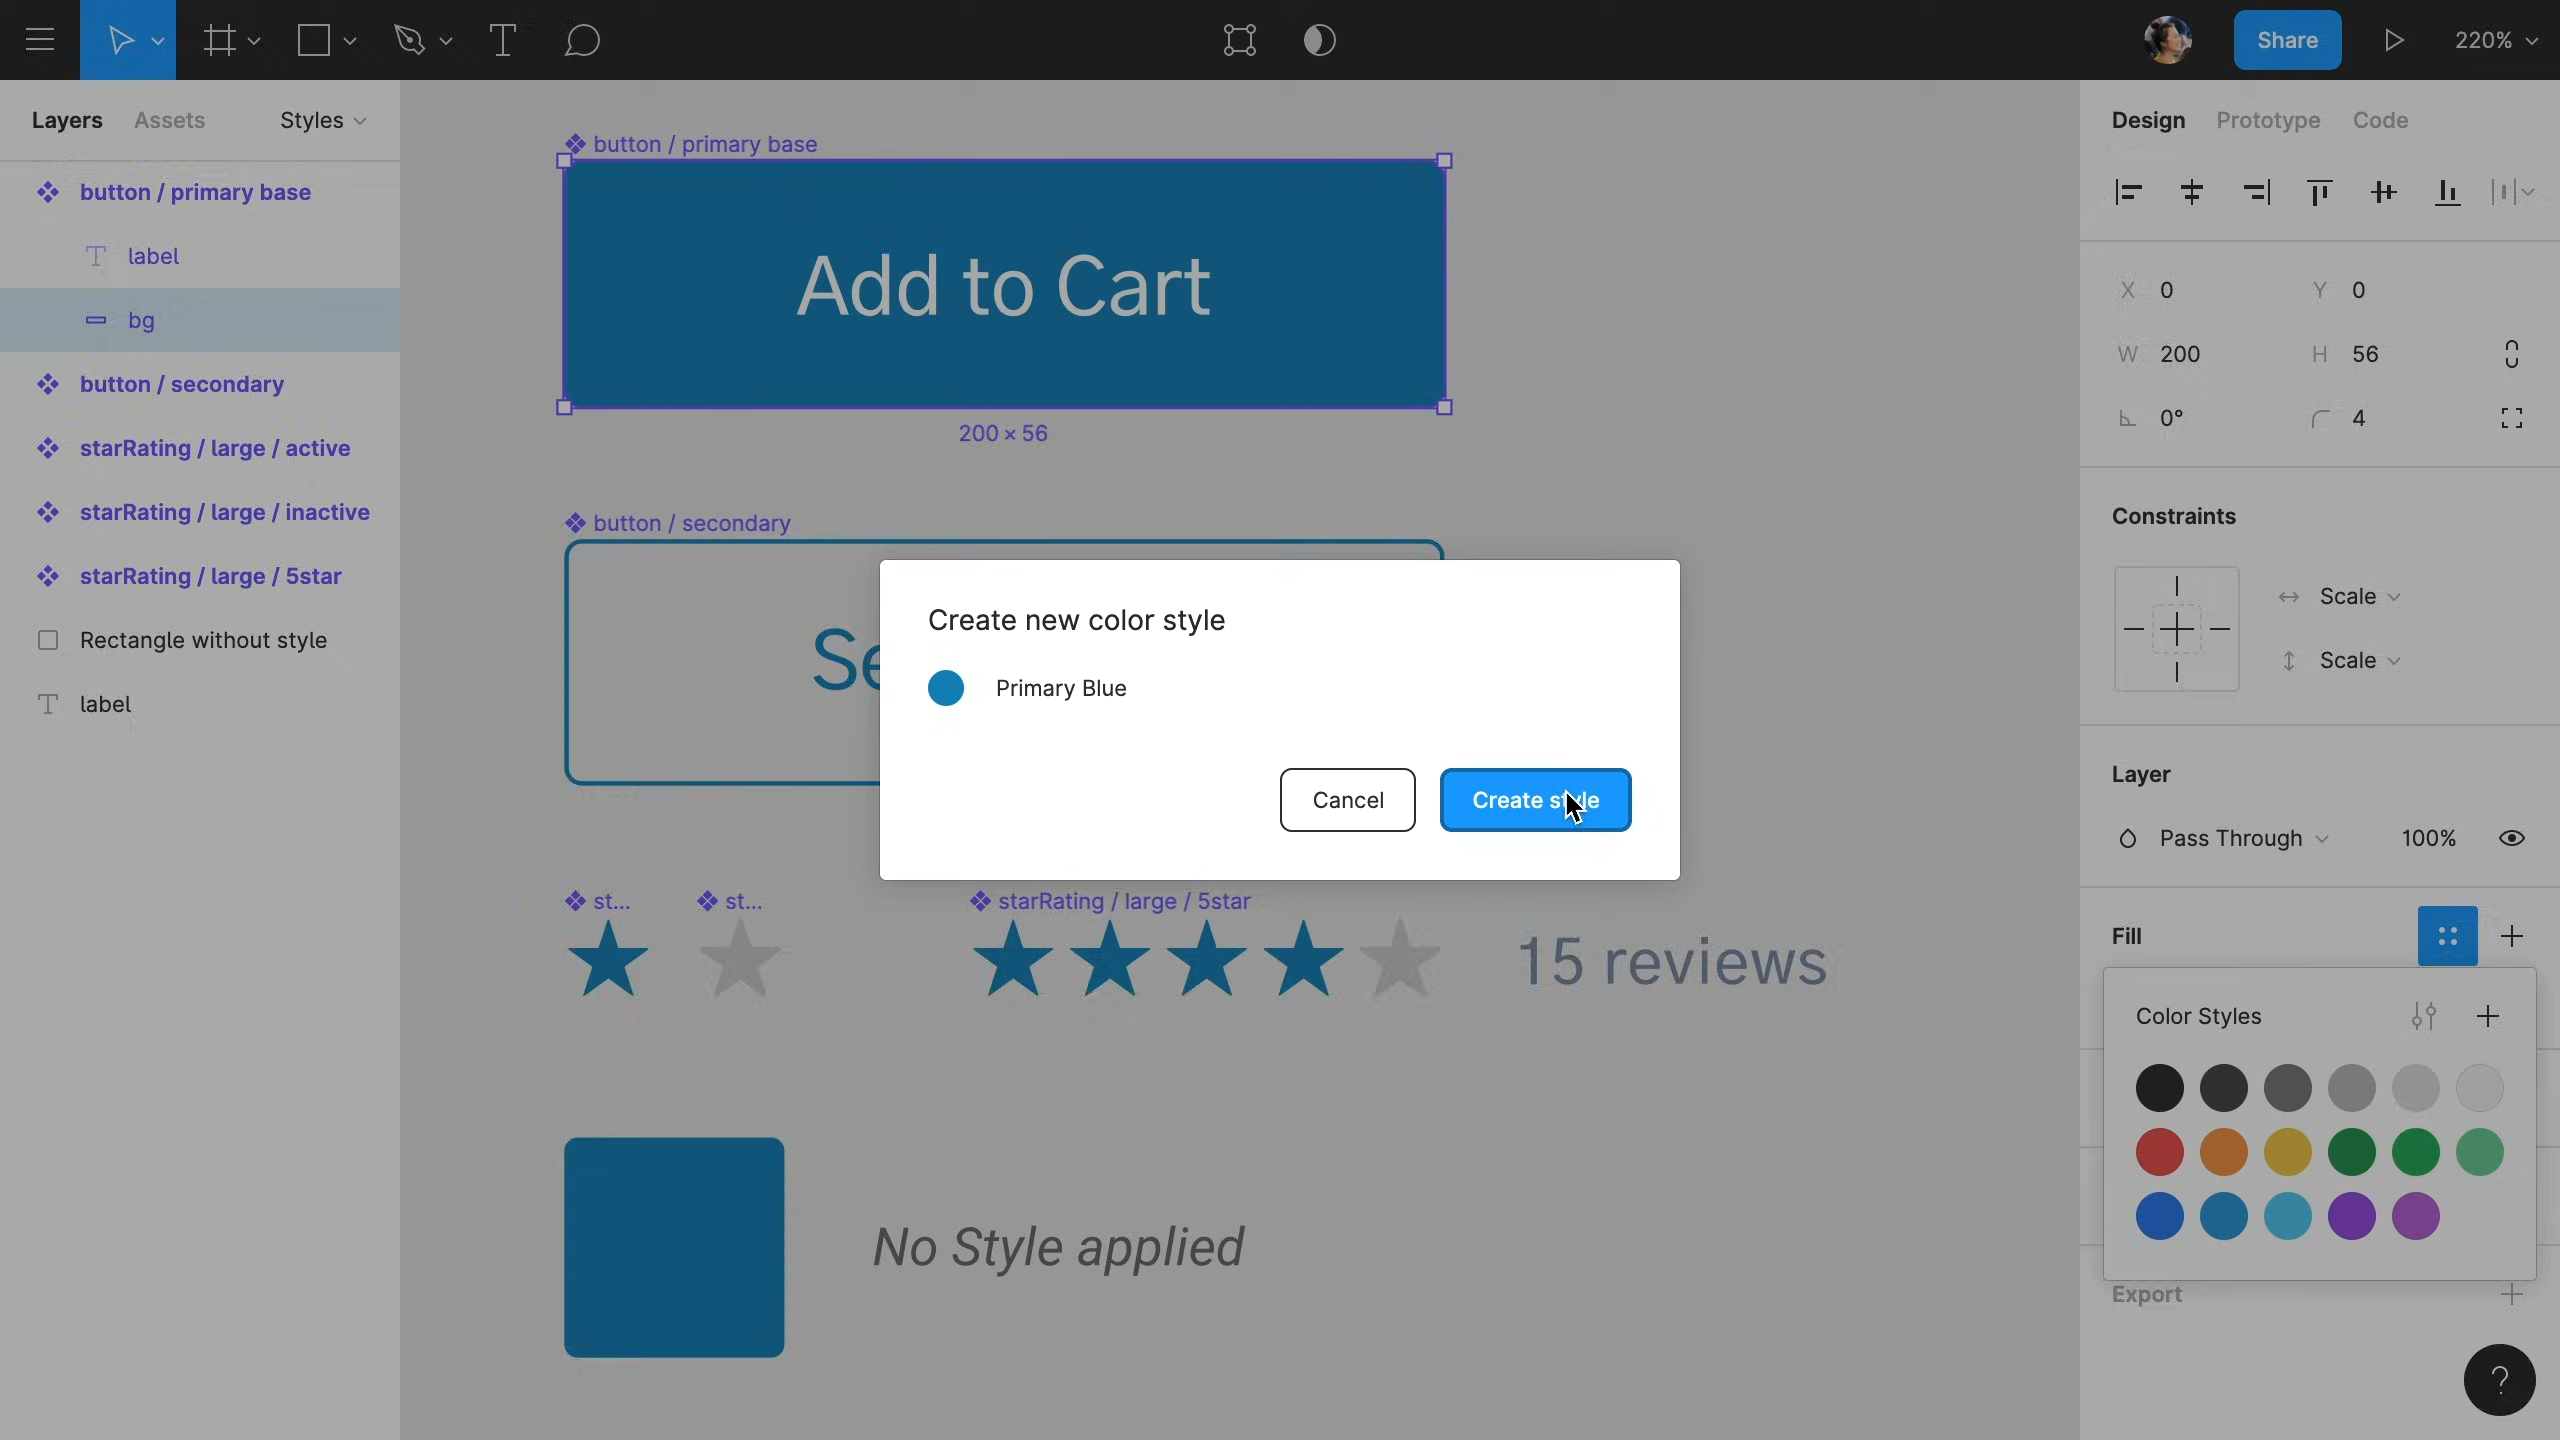 Share
220%
Layers
Assets
Styles
button / primary base
label
bg
button / secondary
starRating / large / active
starRating / large / inactive
starRating / large / 5star
Rectangle without style
label
button / primary base
Add to Cart
200 × 56
button / secondary
Se
Create new color style
Primary Blue
Cancel
Create style
st...
st...
starRating / large / 5star
15 reviews
No Style applied
Design
Prototype
Code
X 0
Y 0
W 200
H 56
0°
4
Constraints
Scale
Scale
Layer
Pass Through
100%
Fill
Color Styles
Export
?